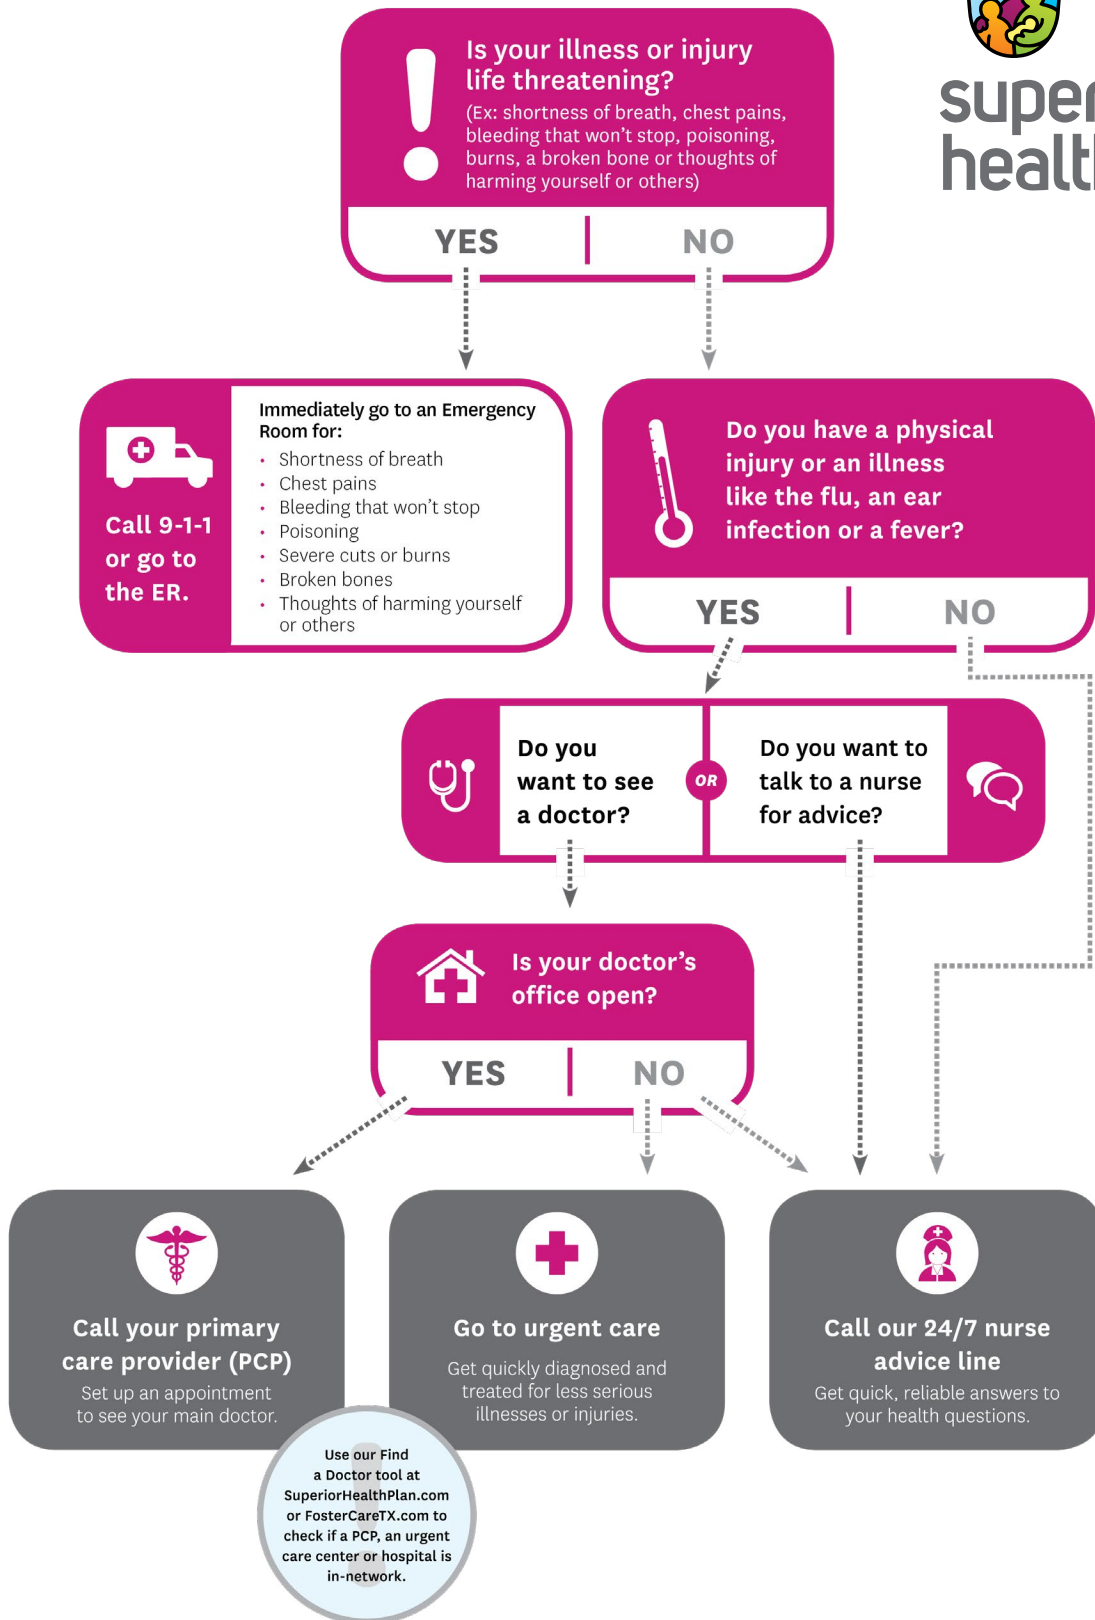 Is your illness or injury
life threatening?
(Ex: shortness of breath, chest pains,
bleeding that won't stop, poisoning,
burns, a broken bone or thoughts of
harming yourself or others)
YES
NO
super
health
Call 9-1-1
or go to
the ER.
Immediately go to an Emergency
Room for:
• Shortness of breath
• Chest pains
• Bleeding that won't stop
• Poisoning
• Severe cuts or burns
• Broken bones
• Thoughts of harming yourself
or others
Do you have a physical
injury or an illness
like the flu, an ear
infection or a fever?
YES
NO
Do you
want to see
a doctor?
OR
Do you want to
talk to a nurse
for advice?
Is your doctor's
office open?
YES
NO
Call your primary
care provider (PCP)
Set up an appointment
to see your main doctor.
Go to urgent care
Get quickly diagnosed and
treated for less serious
illnesses or injuries.
Call our 24/7 nurse
advice line
Get quick, reliable answers to
your health questions.
Use our Find
a Doctor tool at
SuperiorHealthPlan.com
or FosterCareTX.com to
check if a PCP, an urgent
care center or hospital is
in-network.